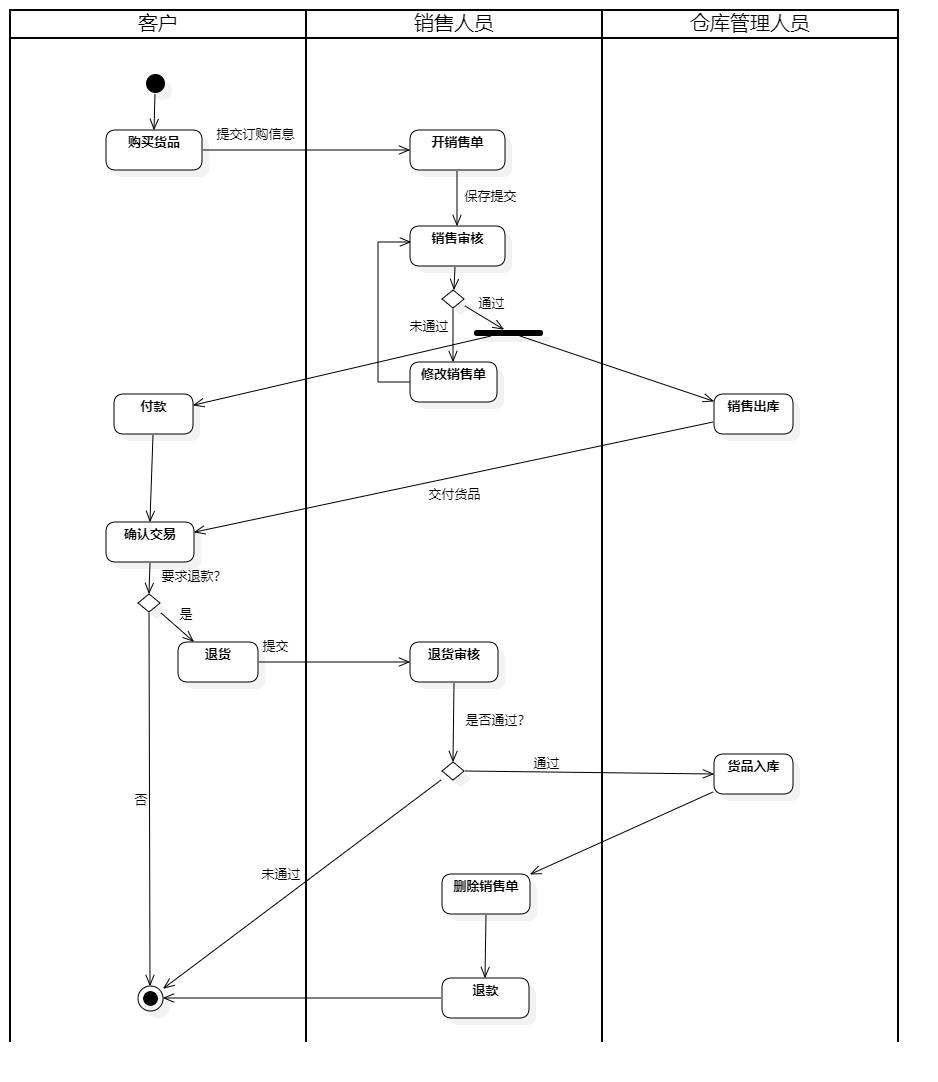 客户
销售人员
仓库管理人员
购买货品
提交订购信息
开销售单
保存提交
销售审核
通过
未通过
修改销售单
付款
销售出库
交付货品
确认交易
要求退款?
是
退货
提交
退货审核
是否通过?
通过
货品入库
否
未通过
删除销售单
退款